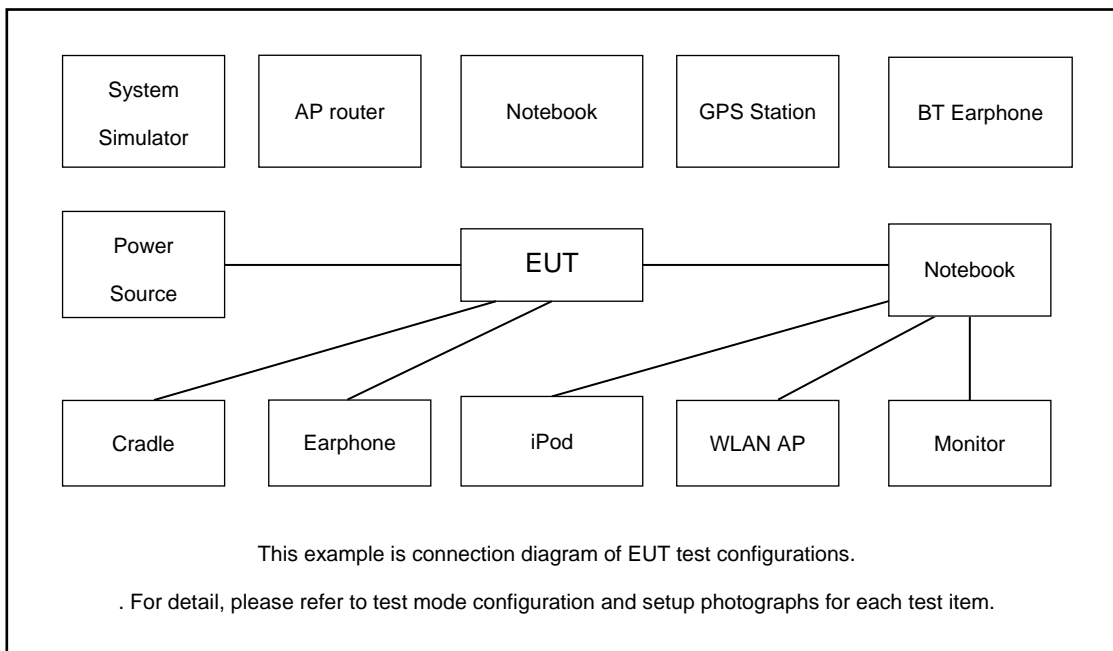 System
Simulator
AP router
Notebook
GPS Station
BT Earphone
Power
Source
EUT
Notebook
Cradle
Earphone
iPod
WLAN AP
Monitor
This example is connection diagram of EUT test configurations.
. For detail, please refer to test mode configuration and setup photographs for each test item.